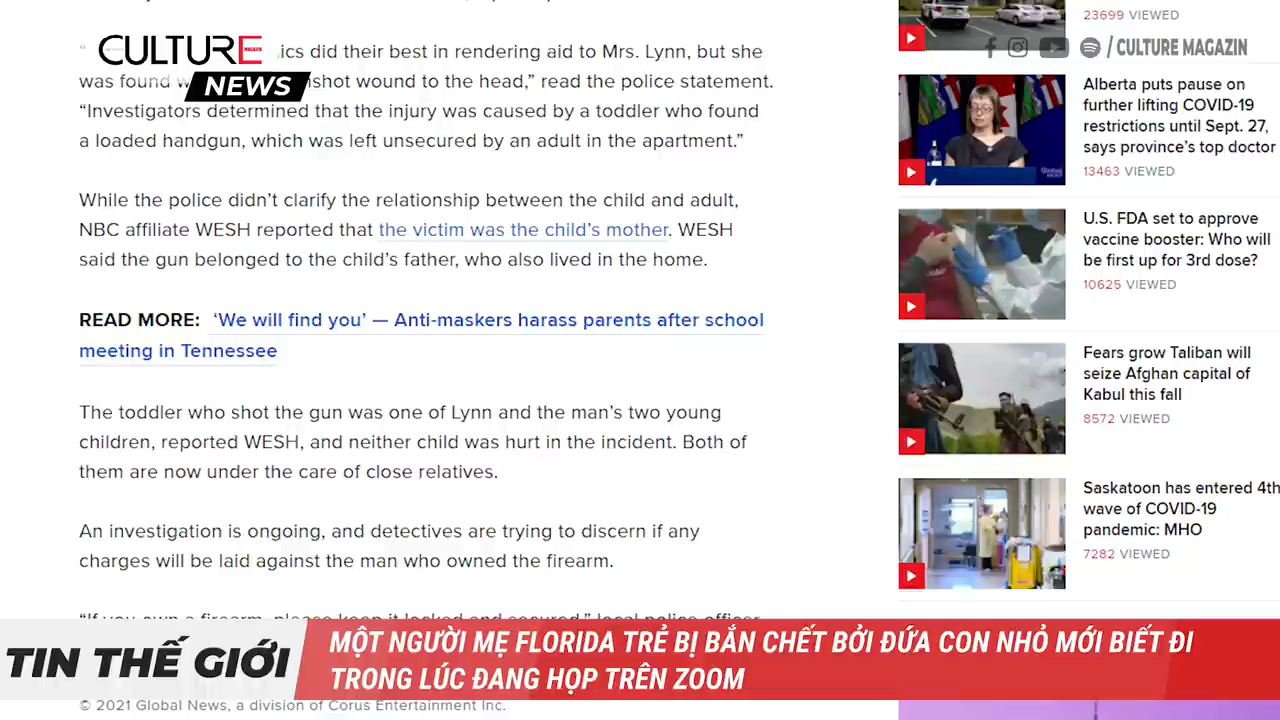 CULTURE
MAGAZIN
NEWS
ics did their best in rendering aid to Mrs. Lynn, but she
was found shot wound to the head,” read the police statement.
“Investigators determined that the injury was caused by a toddler who found
a loaded handgun, which was left unsecured by an adult in the apartment.”
While the police didn’t clarify the relationship between the child and adult,
NBC affiliate WESH reported that the victim was the child’s mother. WESH
said the gun belonged to the child’s father, who also lived in the home.
READ MORE: ‘We will find you’ — Anti-maskers harass parents after school
meeting in Tennessee
The toddler who shot the gun was one of Lynn and the man’s two young
children, reported WESH, and neither child was hurt in the incident. Both of
them are now under the care of close relatives.
An investigation is ongoing, and detectives are trying to discern if any
charges will be laid against the man who owned the firearm.
“If you own a firearm, please keep it locked and secured,” local police officer
© 2021 Global News, a division of Corus Entertainment Inc.
23699 VIEWED
/ CULTURE MAGAZIN
Alberta puts pause on
further lifting COVID-19
restrictions until Sept. 27,
says province’s top doctor
13463 VIEWED
U.S. FDA set to approve
vaccine booster: Who will
be first up for 3rd dose?
10625 VIEWED
Fears grow Taliban will
seize Afghan capital of
Kabul this fall
8572 VIEWED
Saskatoon has entered 4th
wave of COVID-19
pandemic: MHO
7282 VIEWED
TIN THẾ GIỚI
MỘT NGƯỜI MẸ FLORIDA TRẺ BỊ BẮN CHẾT BỞI ĐỨA CON NHỎ MỚI BIẾT ĐI
TRONG LÚC ĐANG HỌP TRÊN ZOOM